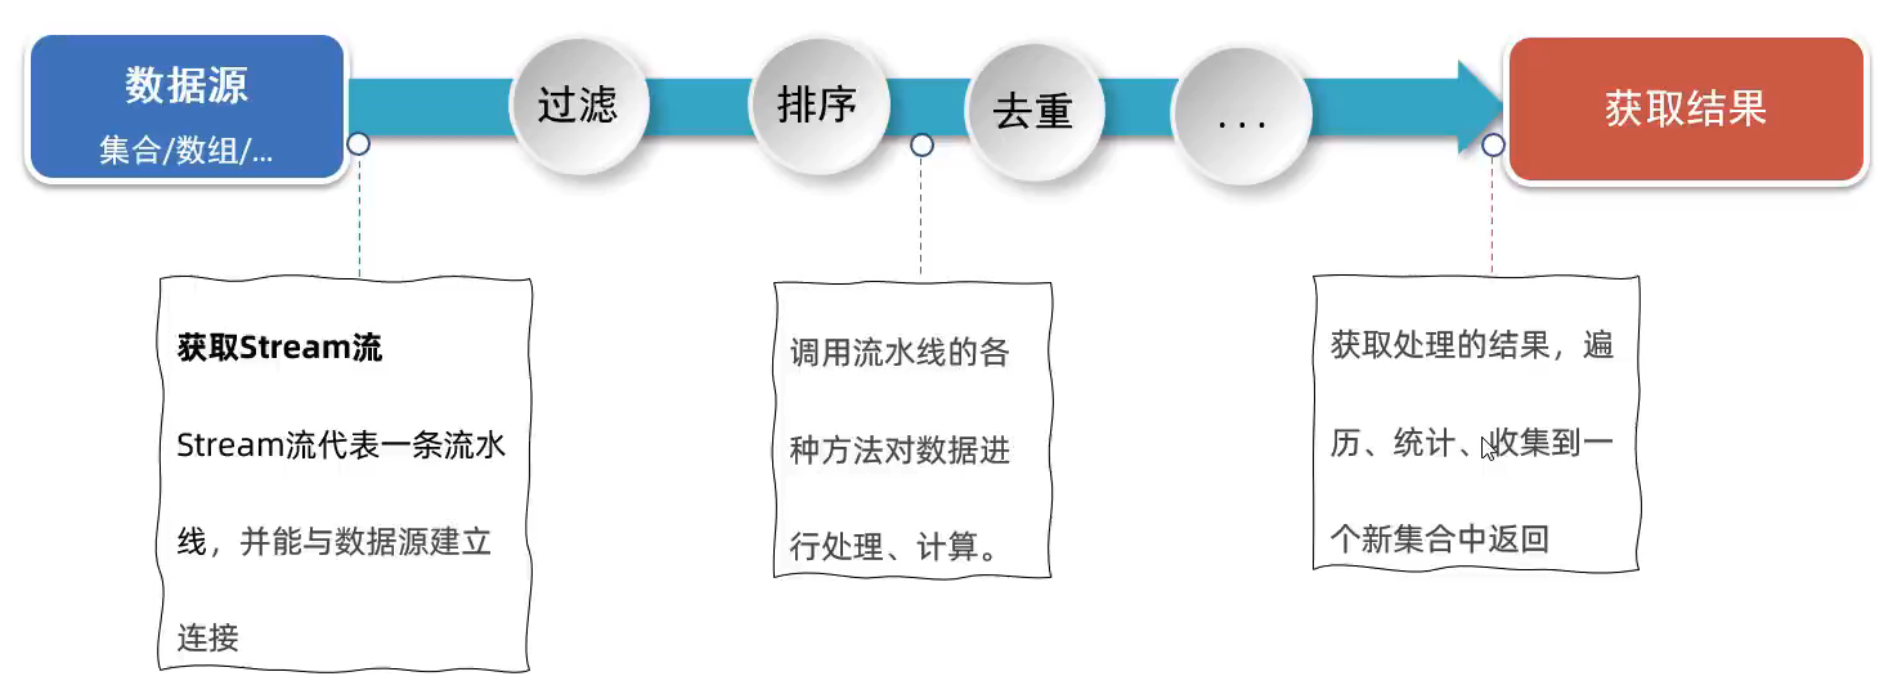 数据源
集合/数组/...
过滤
排序
去重
...
获取结果
获取Stream流
Stream流代表一条流水
线，并能与数据源建立
连接
调用流水线的各
种方法对数据进
行处理、计算。
获取处理的结果，遍
历、统计、收集到一
个新集合中返回